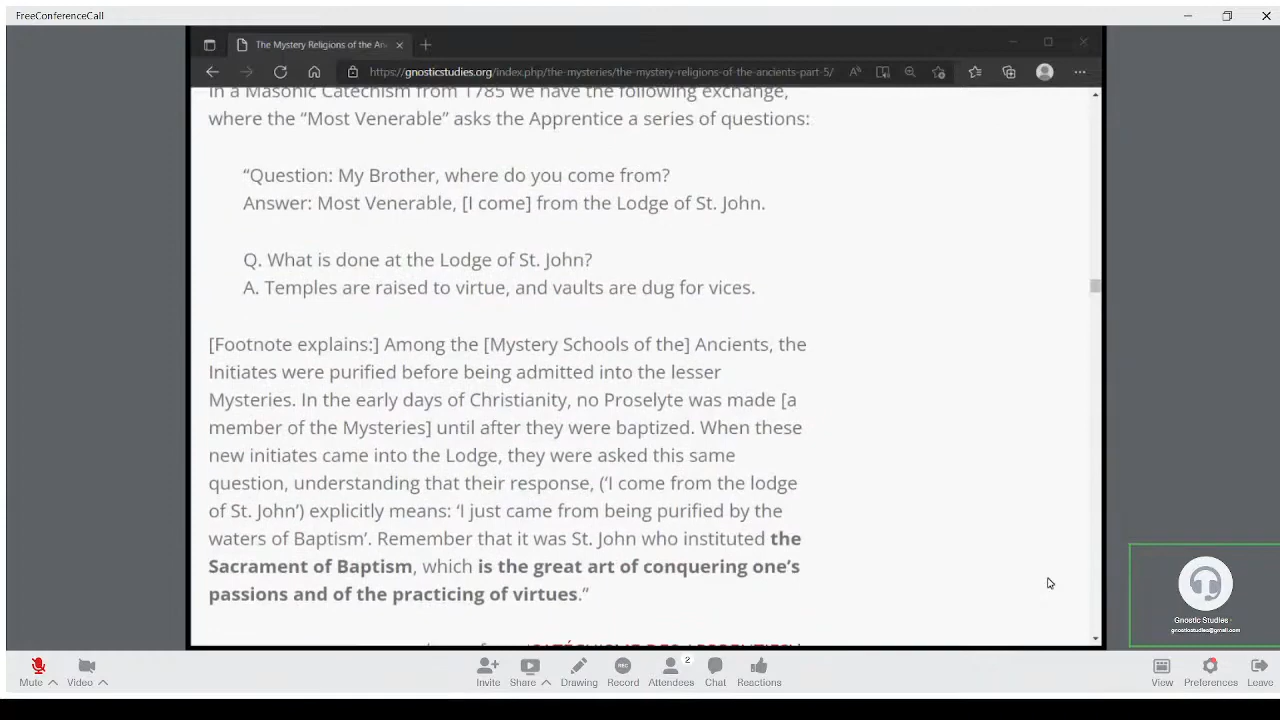 FreeConferenceCall
The Mystery Religions of the An
https://gnosticstudies.org/index.php/the-mysteries/the-mystery-religions-of-the-ancients-part-5/
In a Masonic Catechism from 1785 we have the following exchange,
where the “Most Venerable” asks the Apprentice a series of questions:
“Question: My Brother, where do you come from?
Answer: Most Venerable, [I come] from the Lodge of St. John.
Q. What is done at the Lodge of St. John?
A. Temples are raised to virtue, and vaults are dug for vices.
[Footnote explains:] Among the [Mystery Schools of the] Ancients, the
Initiates were purified before being admitted into the lesser
Mysteries. In the early days of Christianity, no Proselyte was made [a
member of the Mysteries] until after they were baptized. When these
new initiates came into the Lodge, they were asked this same
question, understanding that their response, (‘I come from the lodge
of St. John’) explicitly means: ‘I just came from being purified by the
waters of Baptism’. Remember that it was St. John who instituted the
Sacrament of Baptism, which is the great art of conquering one’s
passions and of the practicing of virtues.”
Gnostic Studies -
gnosticstudies@gmail.com
Mute Video Invite Share Drawing Record Attendees 2 Chat Reactions View Preferences Leave